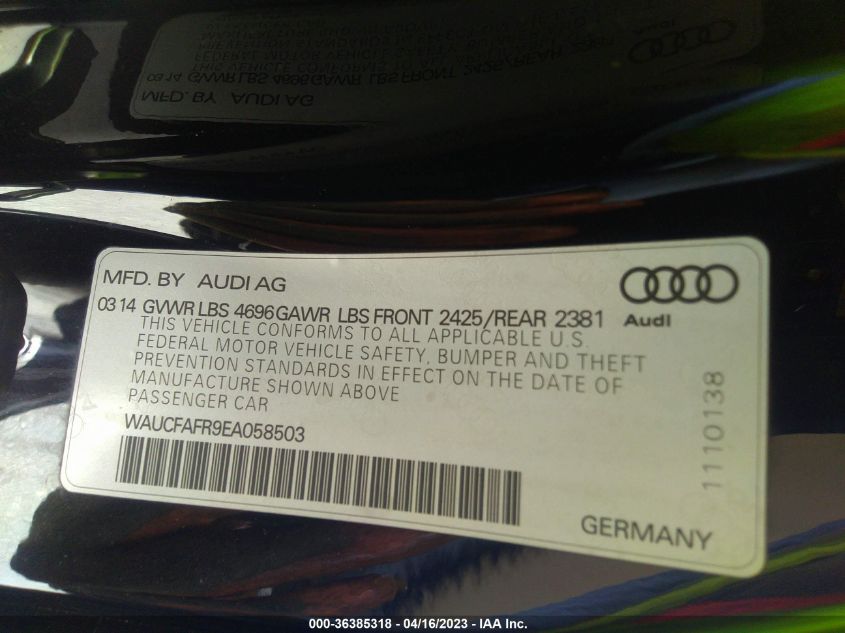 MFD. BY AUDI AG
03 14 GVWR LBS 4696 GAWR LBS FRONT 2425/REAR 2381
THIS VEHICLE CONFORMS TO ALL APPLICABLE U.S.
FEDERAL MOTOR VEHICLE SAFETY, BUMPER AND THEFT
PREVENTION STANDARDS IN EFFECT ON THE DATE OF
MANUFACTURE SHOWN ABOVE
PASSENGER CAR
WAUCFAFR9EA058503
Audi
1110138
GERMANY
000-36385318 - 04/16/2023 - IAA Inc.